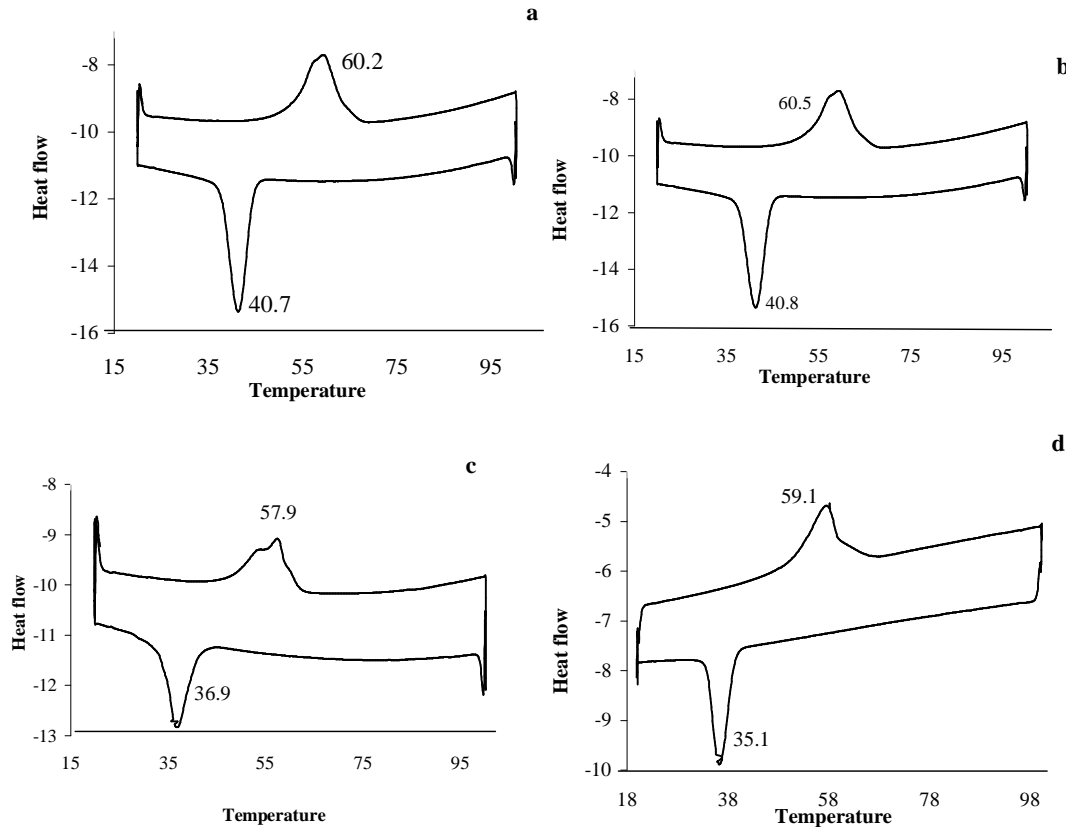 a
-8
-10
-12
-14
-16
Heat flow
60.2
40.7
15 35 55 75 95
Temperature
b
-8
-10
-12
-14
-16
Heat flow
60.5
40.8
15 35 55 75 95
Temperature
c
-8
-9
-10
-11
-12
-13
Heat flow
57.9
36.9
15 35 55 75 95
Temperature
d
-4
-5
-6
-7
-8
-9
-10
Heat flow
59.1
35.1
18 38 58 78 98
Temperature